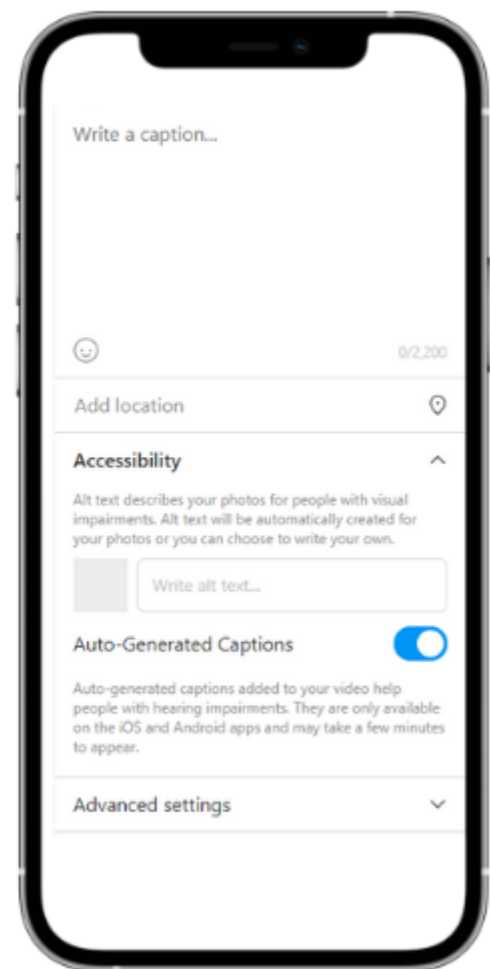 Write a caption...
0/2,200
Add location
Accessibility
Alt text describes your photos for people with visual
impairments. Alt text will be automatically created for
your photos or you can choose to write your own.
Write alt text...
Auto-Generated Captions
Auto-generated captions added to your video help
people with hearing impairments. They are only available
on the iOS and Android apps and may take a few minutes
to appear.
Advanced settings